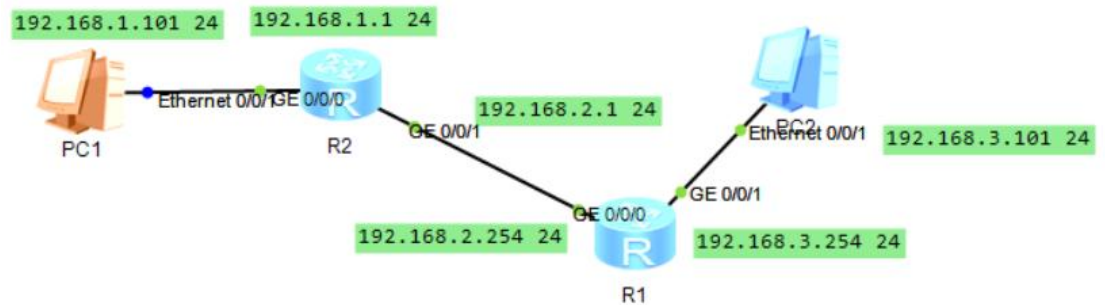 192.168.1.101 24
192.168.1.1 24
Ethernet 0/0/1
GE 0/0/0
PC1
R
R2
GE 0/0/1
192.168.2.1 24
PC2
Ethernet 0/0/1
192.168.3.101 24
GE 0/0/1
GE 0/0/0
192.168.2.254 24
R
192.168.3.254 24
R1